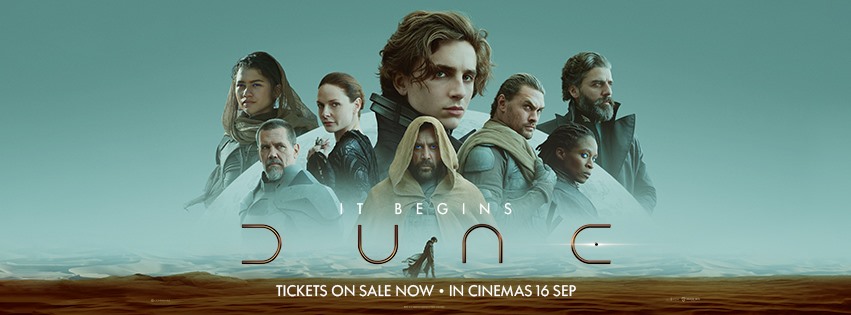 IT BEGINS
DUNE
TICKETS ON SALE NOW • IN CINEMAS 16 SEP